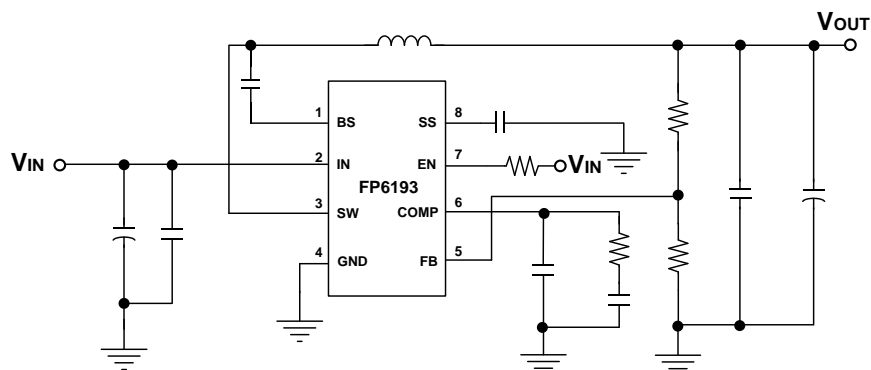 VOUT
1 BS
SS 8
VIN
2 IN
EN 7
VIN
FP6193
3 SW
COMP 6
4 GND
FB 5